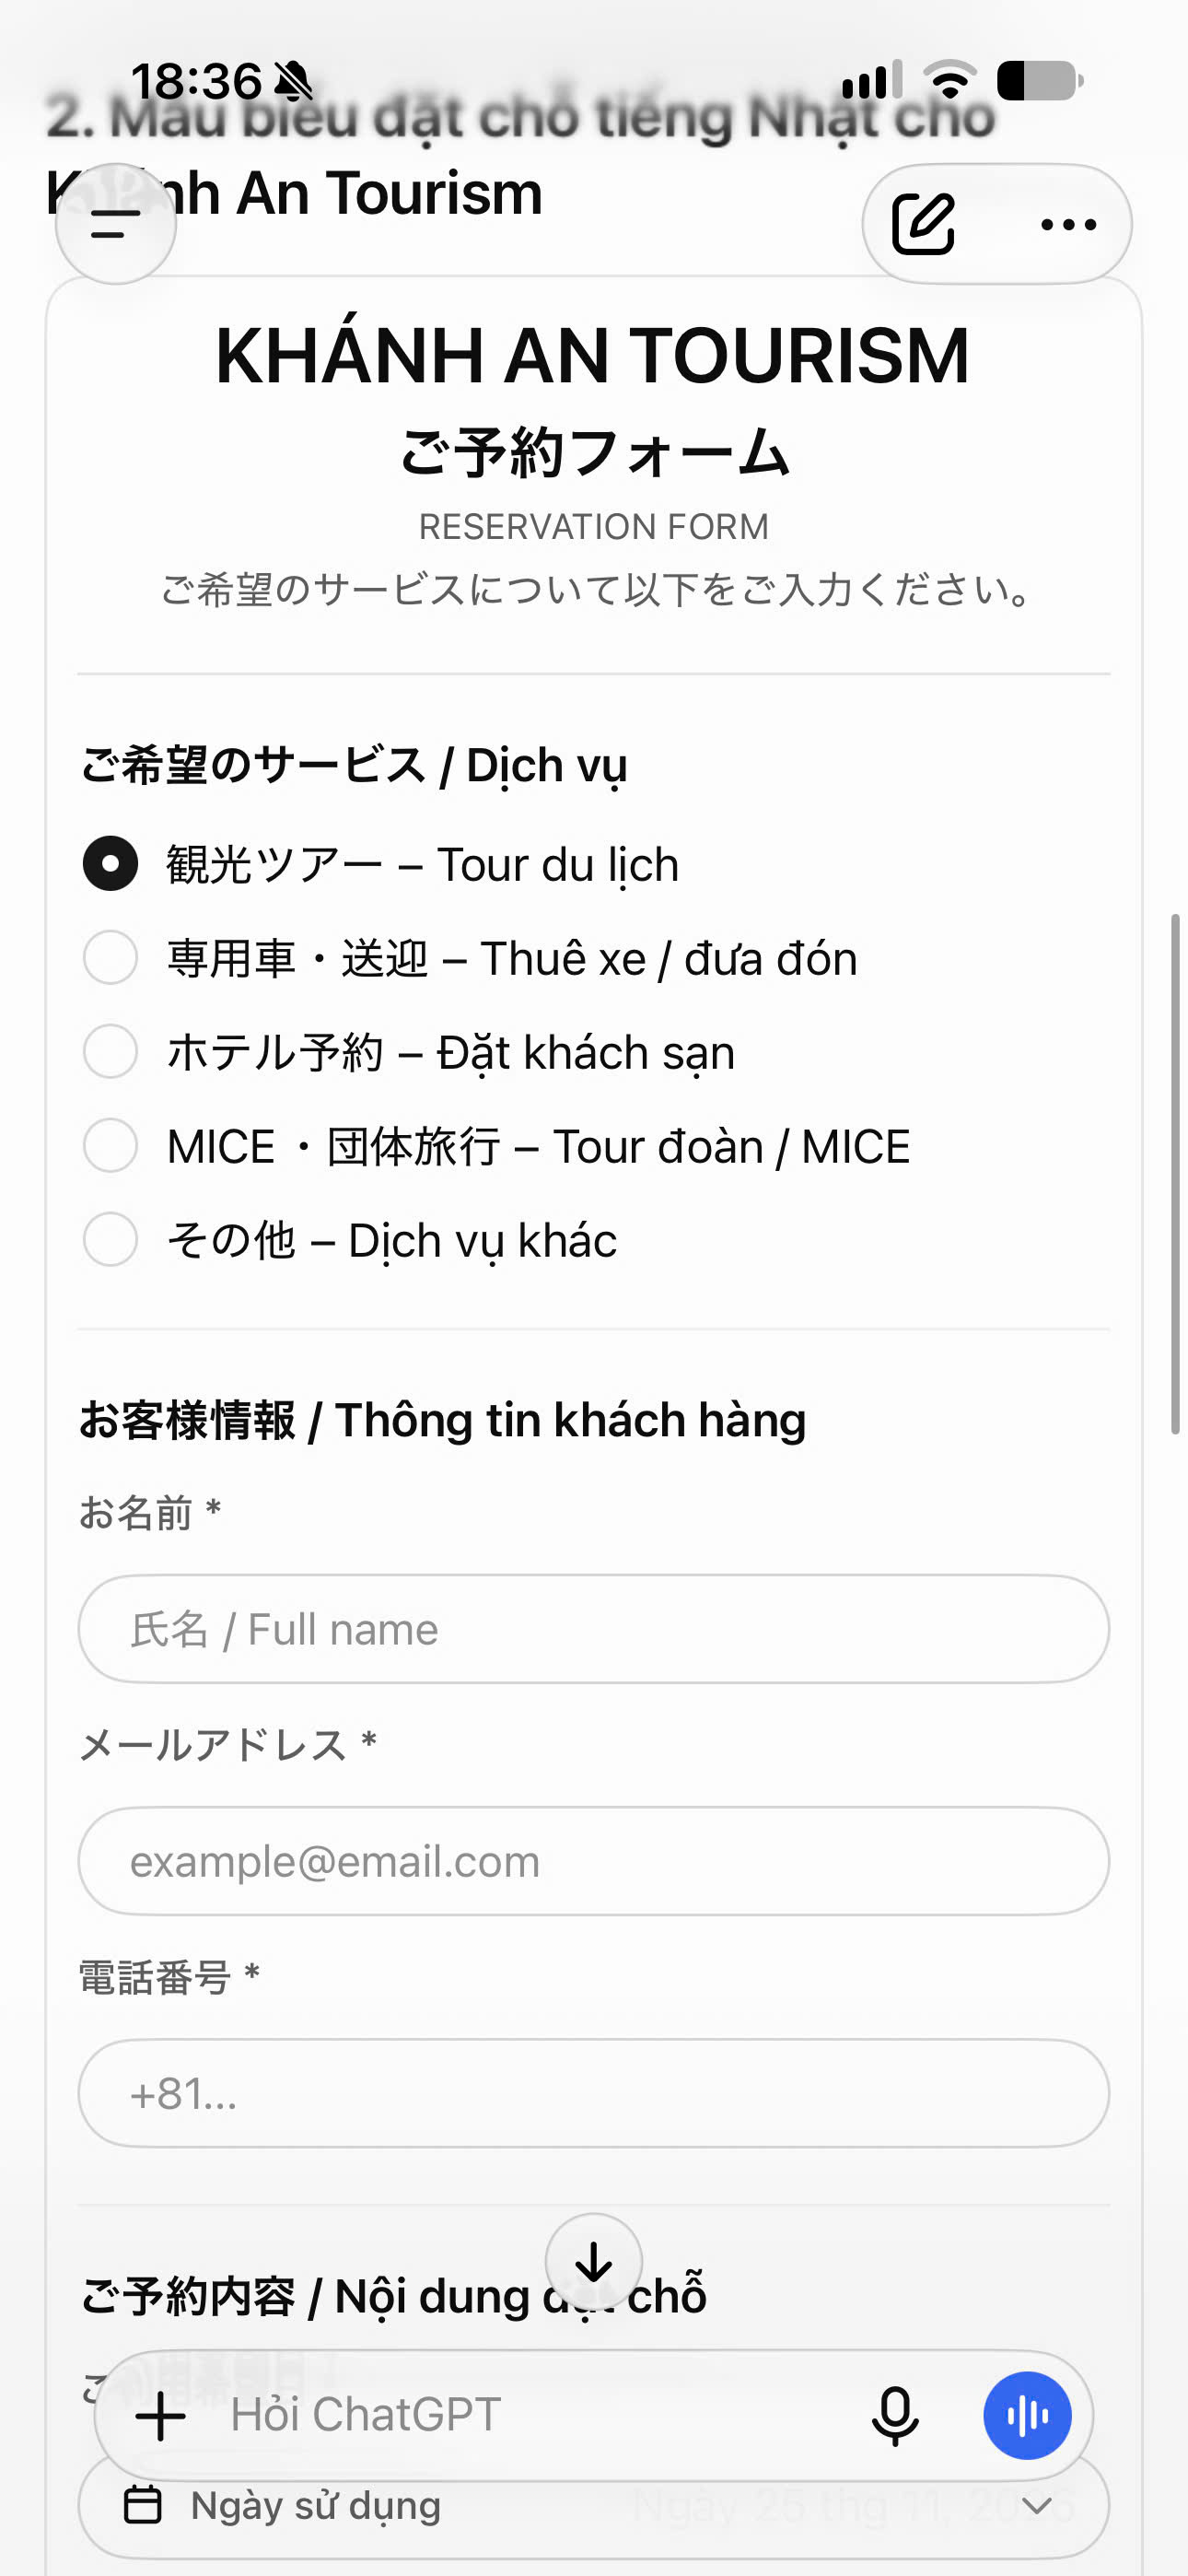 18:36
2. Mẫu biểu đặt chỗ tiếng Nhật cho
Khánh An Tourism
KHÁNH AN TOURISM
ご予約フォーム
RESERVATION FORM
ご希望のサービスについて以下をご入力ください。
ご希望のサービス / Dịch vụ
観光ツアー – Tour du lịch
専用車・送迎 – Thuê xe / đưa đón
ホテル予約 – Đặt khách sạn
MICE・団体旅行 – Tour đoàn / MICE
その他 – Dịch vụ khác
お客様情報 / Thông tin khách hàng
お名前 *
氏名 / Full name
メールアドレス *
example@email.com
電話番号 *
+81...
ご予約内容 / Nội dung đặt chỗ
Hỏi ChatGPT
Ngày sử dụng